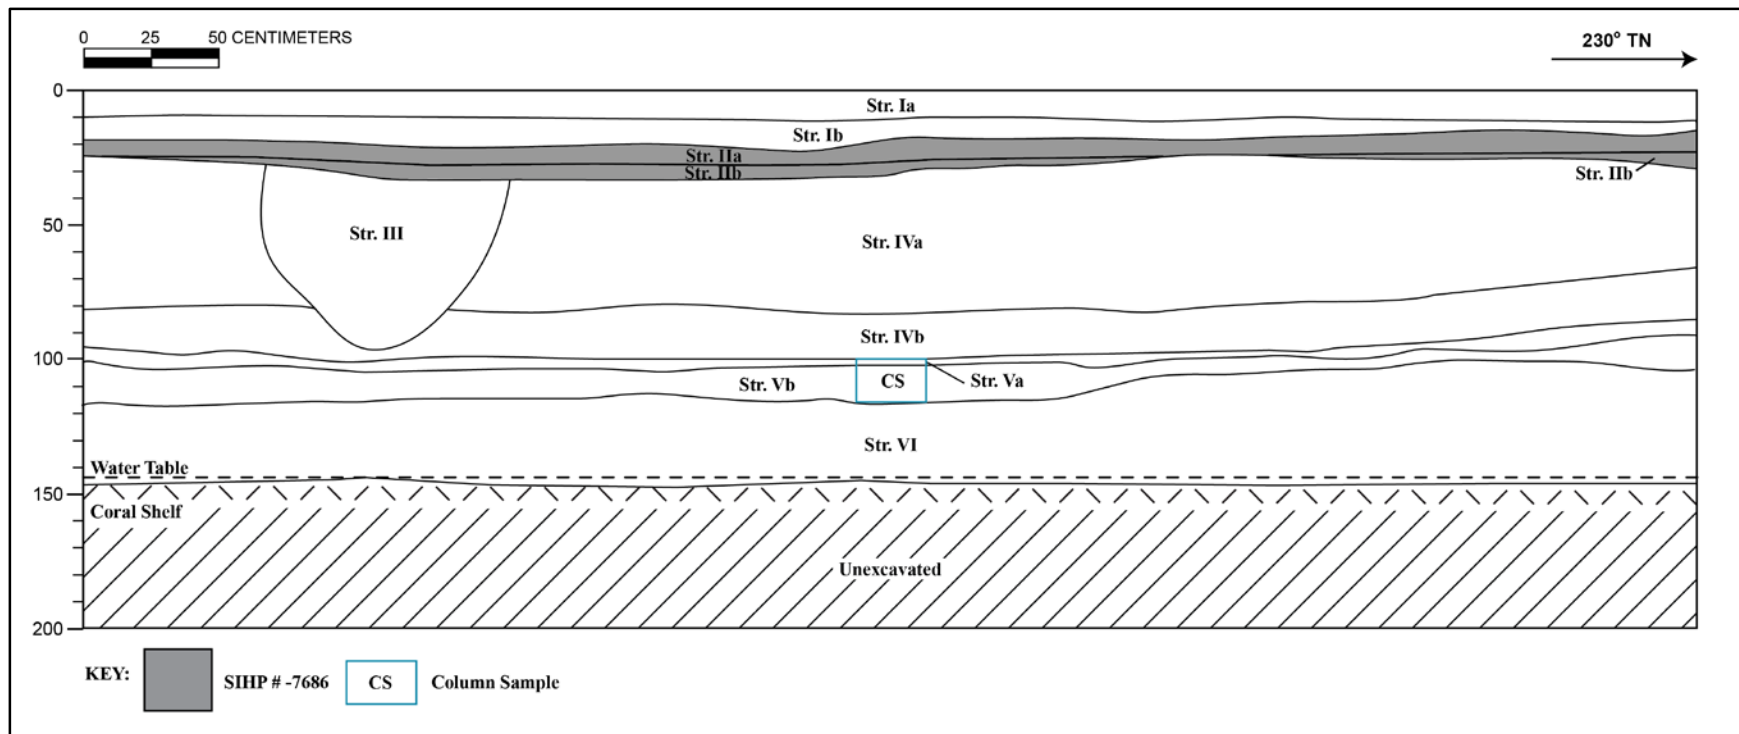 0 25 50 CENTIMETERS
230° TN
0
Str. Ia
Str. Ib
Str. IIa
Str. IIb
Str. IIb
50
Str. III
Str. IVa
Str. IVb
100
Str. Vb
CS
Str. Va
Str. VI
Water Table
150
Coral Shelf
Unexcavated
200
KEY: SIHP # -7686 CS Column Sample